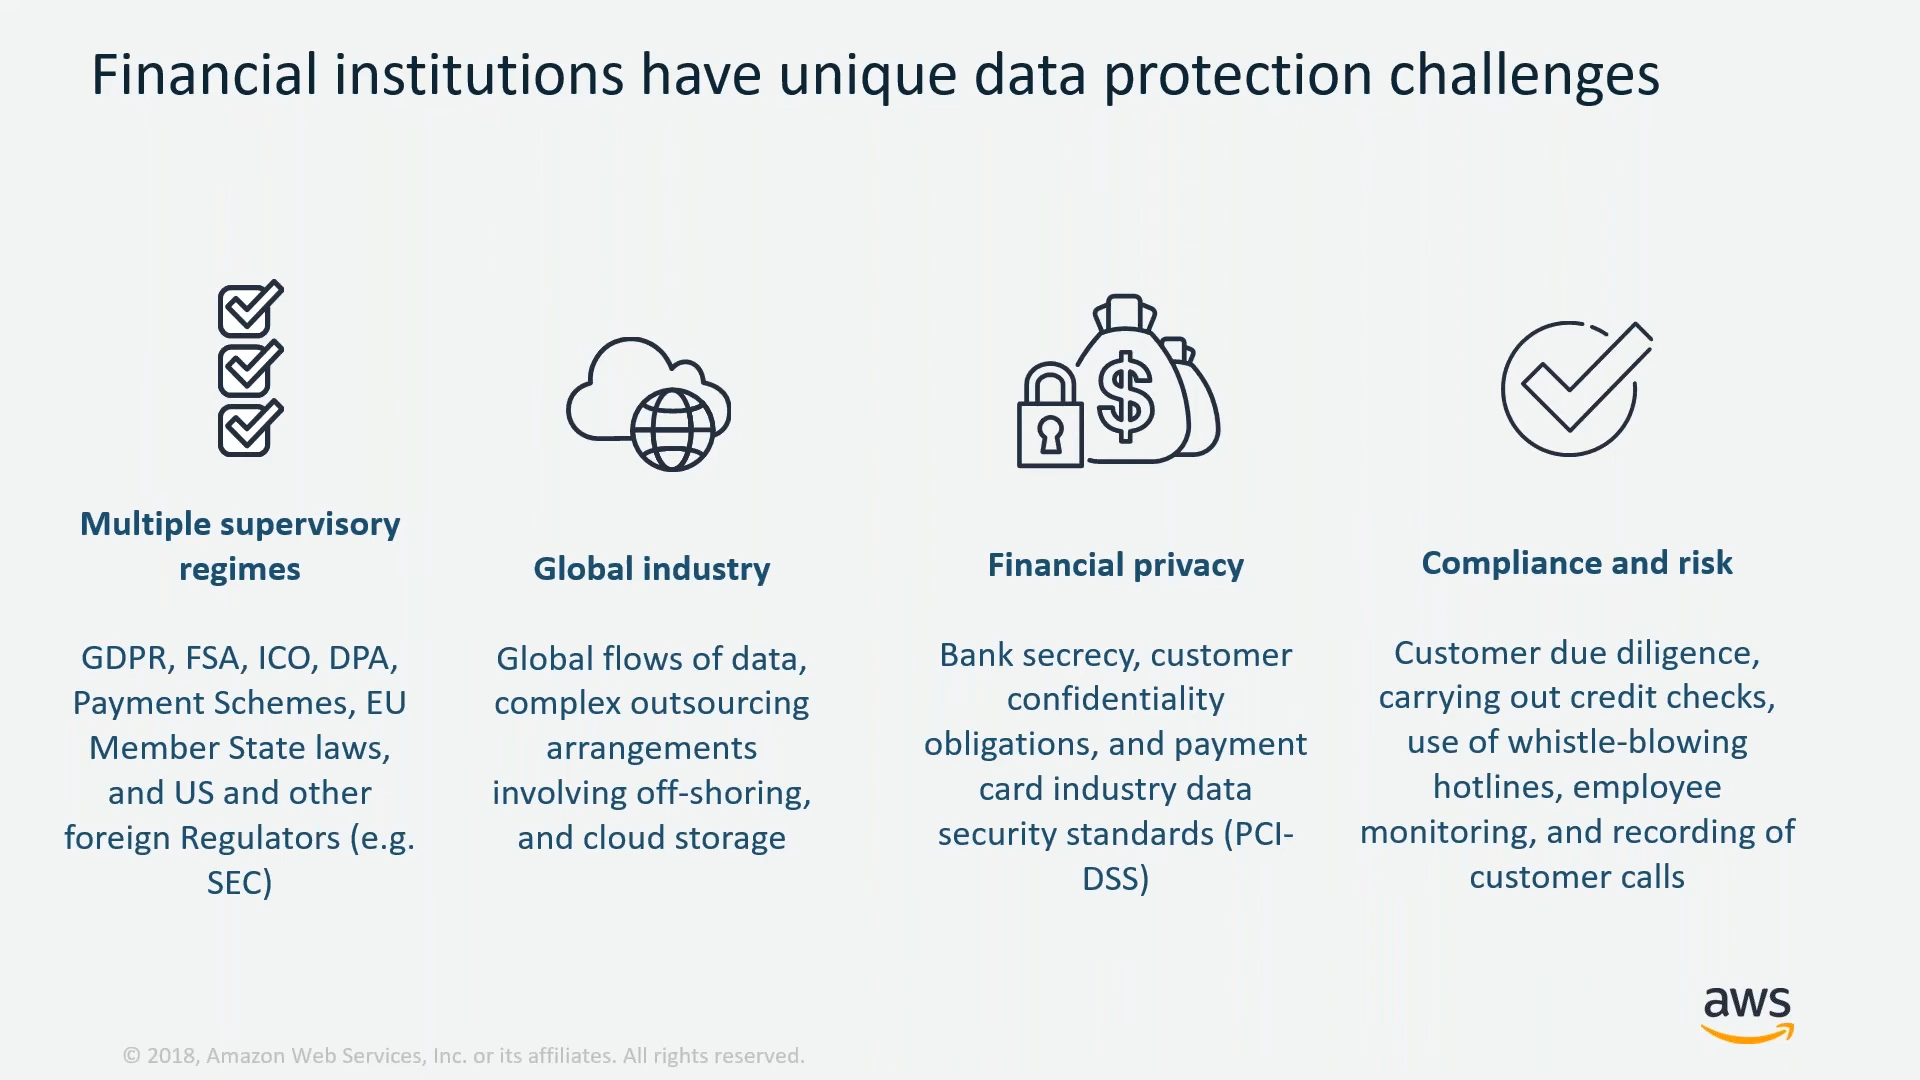 Financial institutions have unique data protection challenges
Multiple supervisory
regimes
GDPR, FSA, ICO, DPA,
Payment Schemes, EU
Member State laws,
and US and other
foreign Regulators (e.g.
SEC)
Global industry
Global flows of data,
complex outsourcing
arrangements
involving off-shoring,
and cloud storage
Financial privacy
Bank secrecy, customer
confidentiality
obligations, and payment
card industry data
security standards (PCI-
DSS)
Compliance and risk
Customer due diligence,
carrying out credit checks,
use of whistle-blowing
hotlines, employee
monitoring, and recording of
customer calls
aws
© 2018, Amazon Web Services, Inc. or its affiliates. All rights reserved.